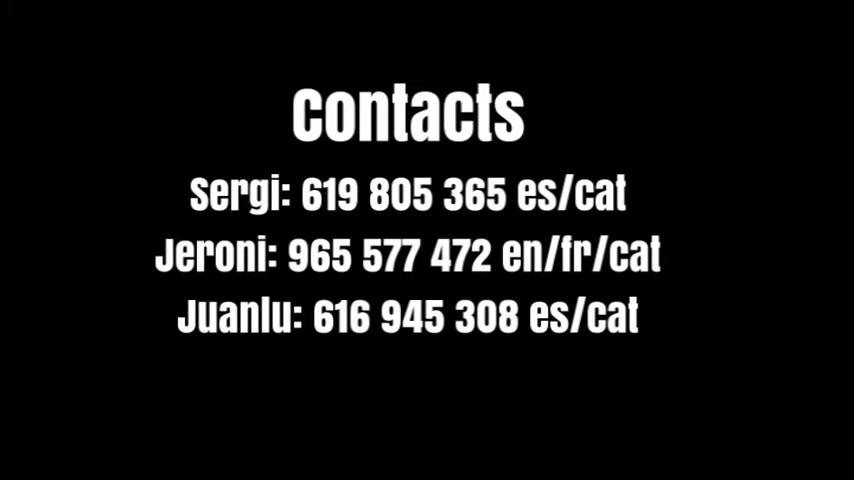 Contacts
Sergi: 619 805 365 es/cat
Jeroni: 965 577 472 en/fr/cat
Juanlu: 616 945 308 es/cat